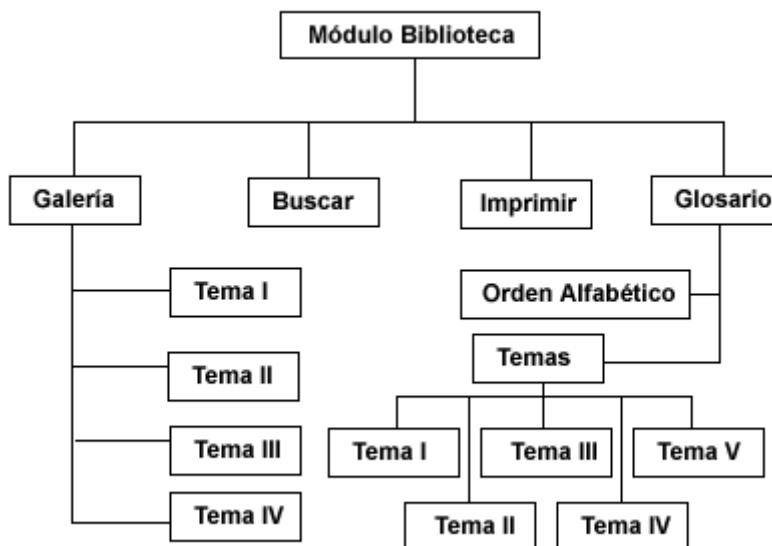 Módulo Biblioteca
Galería
Buscar
Imprimir
Glosario
Tema I
Tema II
Tema III
Tema IV
Orden Alfabético
Temas
Tema I
Tema III
Tema V
Tema II
Tema IV